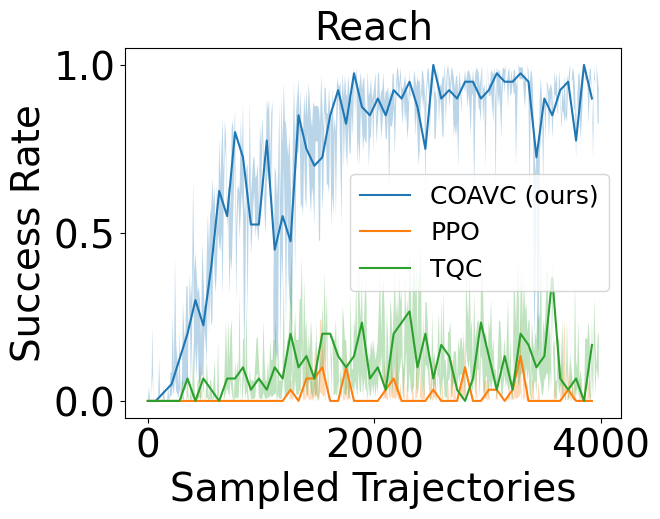 Reach
1.0
0.5
0.0
Success Rate
COAVC (ours)
PPO
TQC
0
2000
4000
Sampled Trajectories